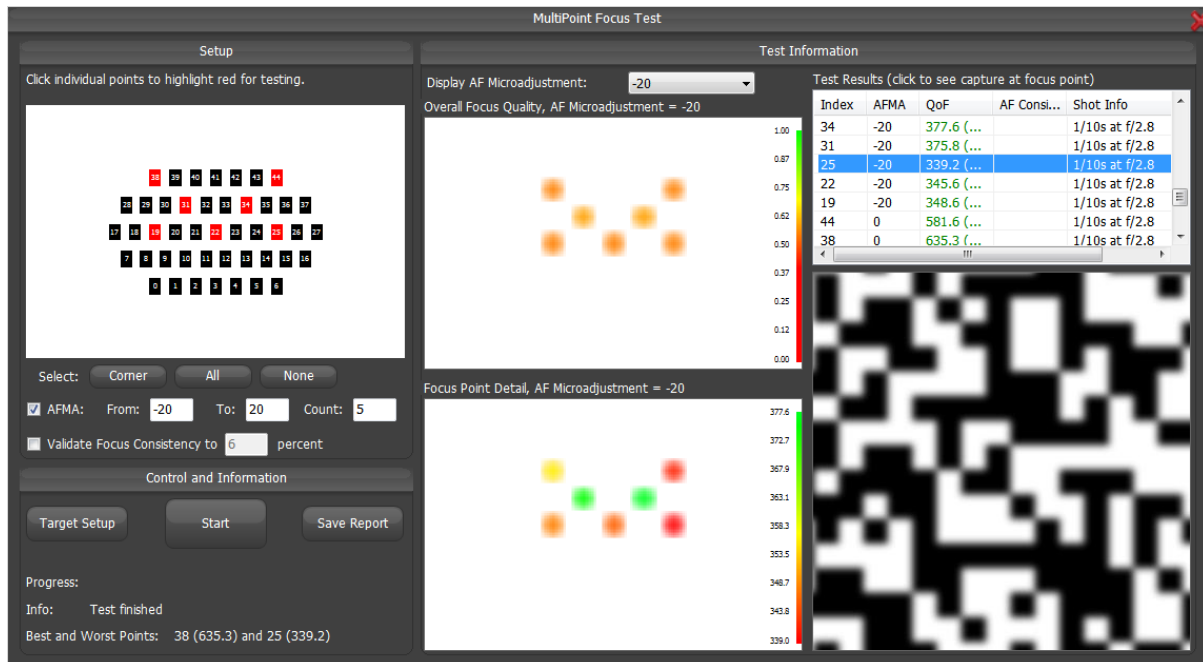 MultiPoint Focus Test
Setup
Click individual points to highlight red for testing.
38 39 40 41 42 43 44
28 29 30 31 32 33 34 35 36 37
17 18 19 20 21 22 23 24 25 26 27
7 8 9 10 11 12 13 14 15 16
0 1 2 3 4 5 6
Select: Corner All None
AFMA: From: -20 To: 20 Count: 5
Validate Focus Consistency to 6 percent
Control and Information
Target Setup Start Save Report
Progress:
Info: Test finished
Best and Worst Points: 38 (635.3) and 25 (339.2)
Test Information
Display AF Microadjustment: -20
Overall Focus Quality, AF Microadjustment = -20
1.00
0.87
0.75
0.62
0.50
0.37
0.25
0.12
0.00
Focus Point Detail, AF Microadjustment = -20
377.6
372.7
367.9
363.1
358.3
353.5
348.7
343.8
339.0
Test Results (click to see capture at focus point)
Index AFMA QoF AF Consi... Shot Info
34 -20 377.6 (... 1/10s at f/2.8
31 -20 375.8 (... 1/10s at f/2.8
25 -20 339.2 (... 1/10s at f/2.8
22 -20 345.6 (... 1/10s at f/2.8
19 -20 348.6 (... 1/10s at f/2.8
44 0 581.6 (... 1/10s at f/2.8
38 0 635.3 (... 1/10s at f/2.8